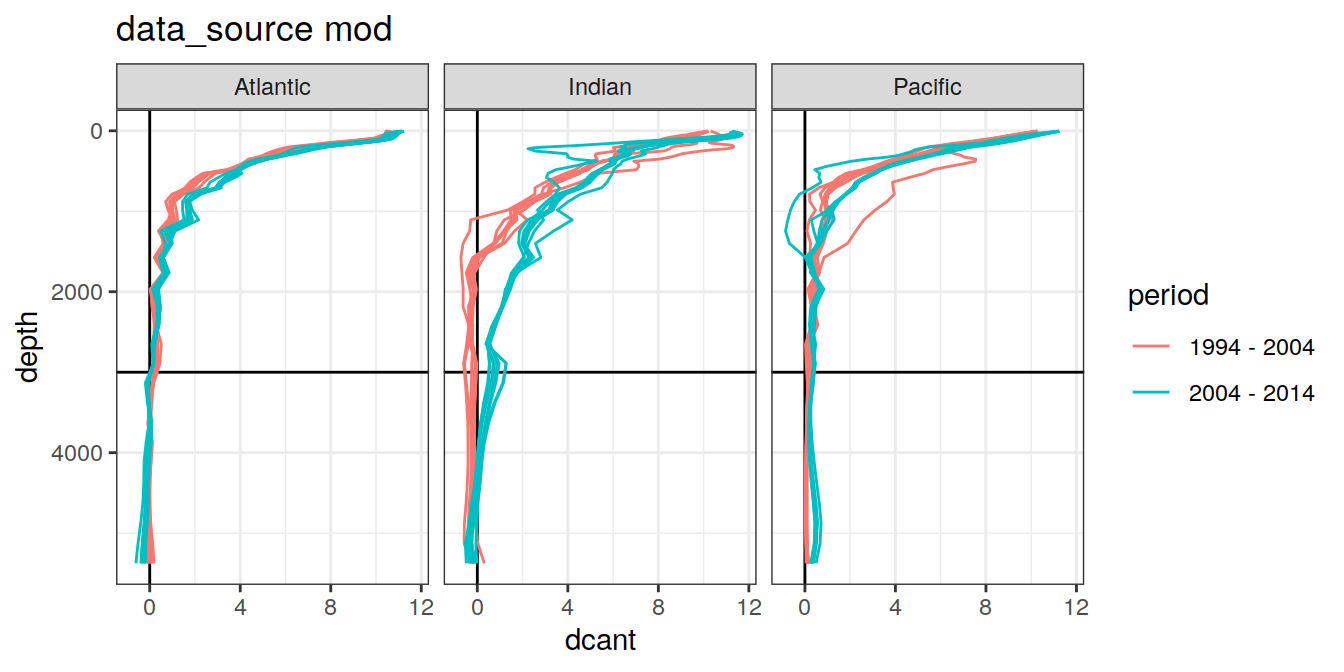 data_source mod
Atlantic Indian Pacific
0
2000
4000
depth
0 4 8 12 0 4 8 12 0 4 8 12
dcant
period
1994 - 2004
2004 - 2014